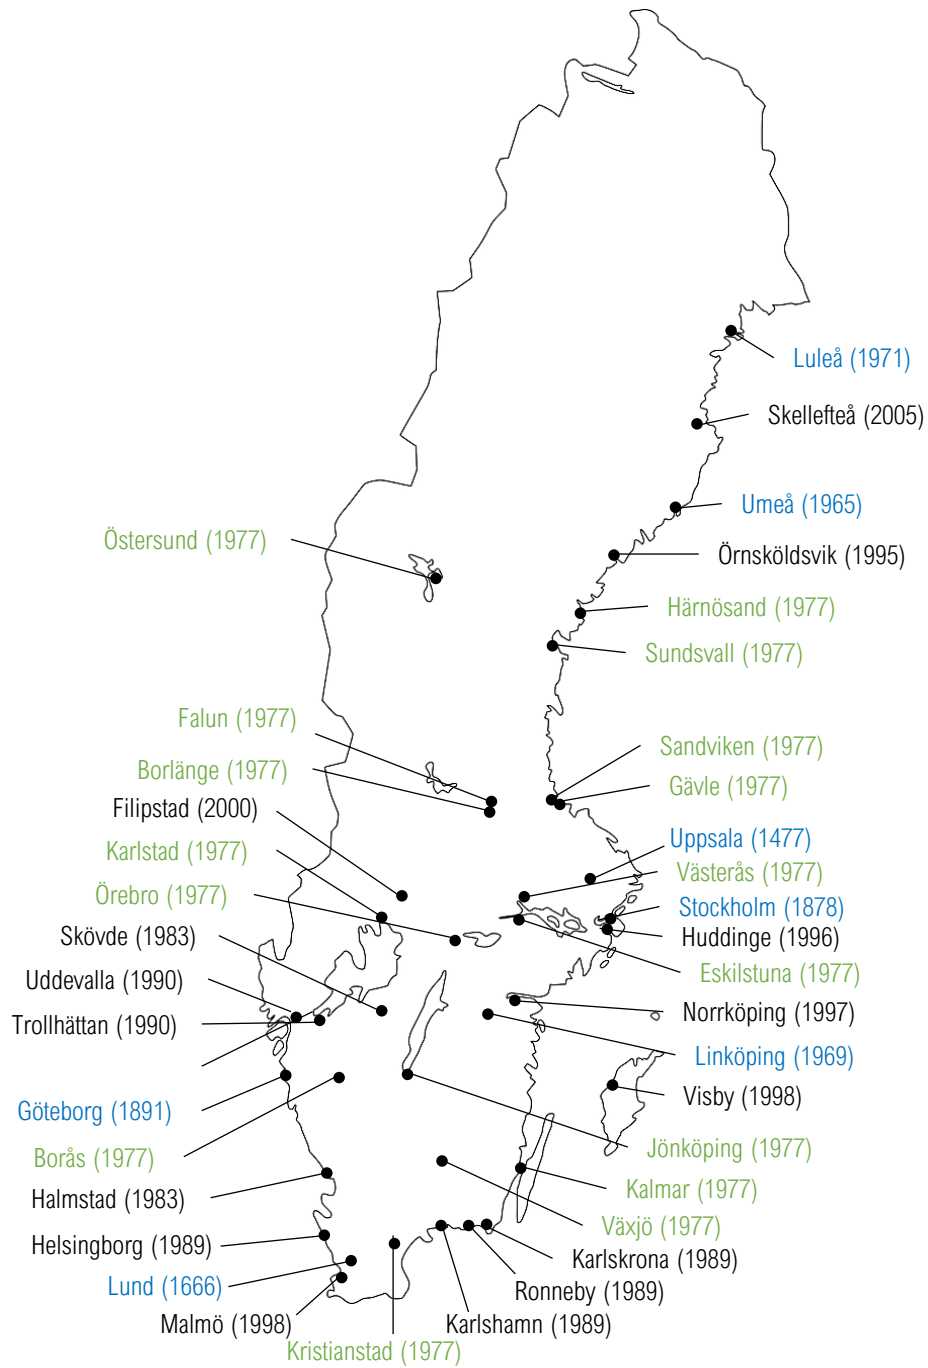 Luleå (1971)
Skellefteå (2005)
Umeå (1965)
Östersund (1977)
Örnsköldsvik (1995)
Härnösand (1977)
Sundsvall (1977)
Falun (1977)
Sandviken (1977)
Borlänge (1977)
Gävle (1977)
Filipstad (2000)
Uppsala (1477)
Karlstad (1977)
Västerås (1977)
Örebro (1977)
Stockholm (1878)
Skövde (1983)
Huddinge (1996)
Eskilstuna (1977)
Uddevalla (1990)
Norrköping (1997)
Trollhättan (1990)
Linköping (1969)
Visby (1998)
Göteborg (1891)
Jönköping (1977)
Borås (1977)
Kalmar (1977)
Halmstad (1983)
Växjö (1977)
Helsingborg (1989)
Karlskrona (1989)
Lund (1666)
Ronneby (1989)
Malmö (1998)
Karlshamn (1989)
Kristianstad (1977)